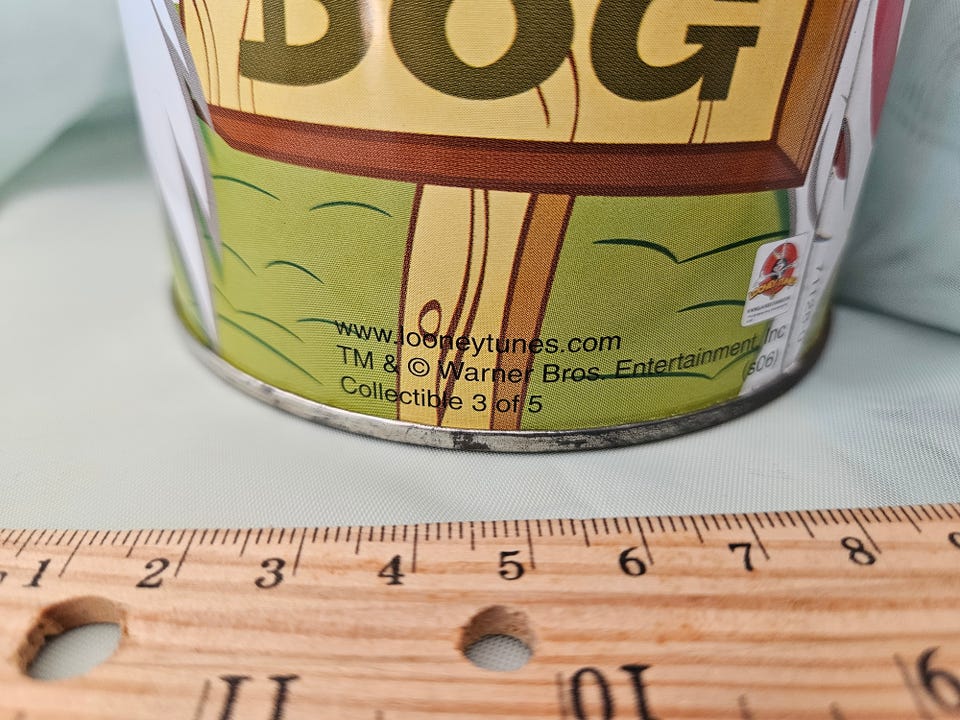 DOG
www.looneytunes.com
TM & © Warner Bros. Entertainment, Inc
(s06)
Collectible 3 of 5
1 2 3 4 5 6 7 8 9
11 10 9